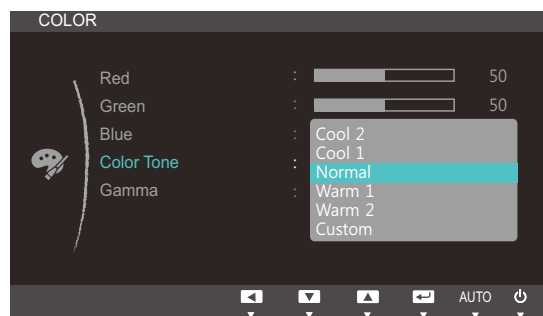 COLOR
Red : 50
Green : 50
Blue :
Color Tone :
Gamma :
Cool 2
Cool 1
Normal
Warm 1
Warm 2
Custom
AUTO